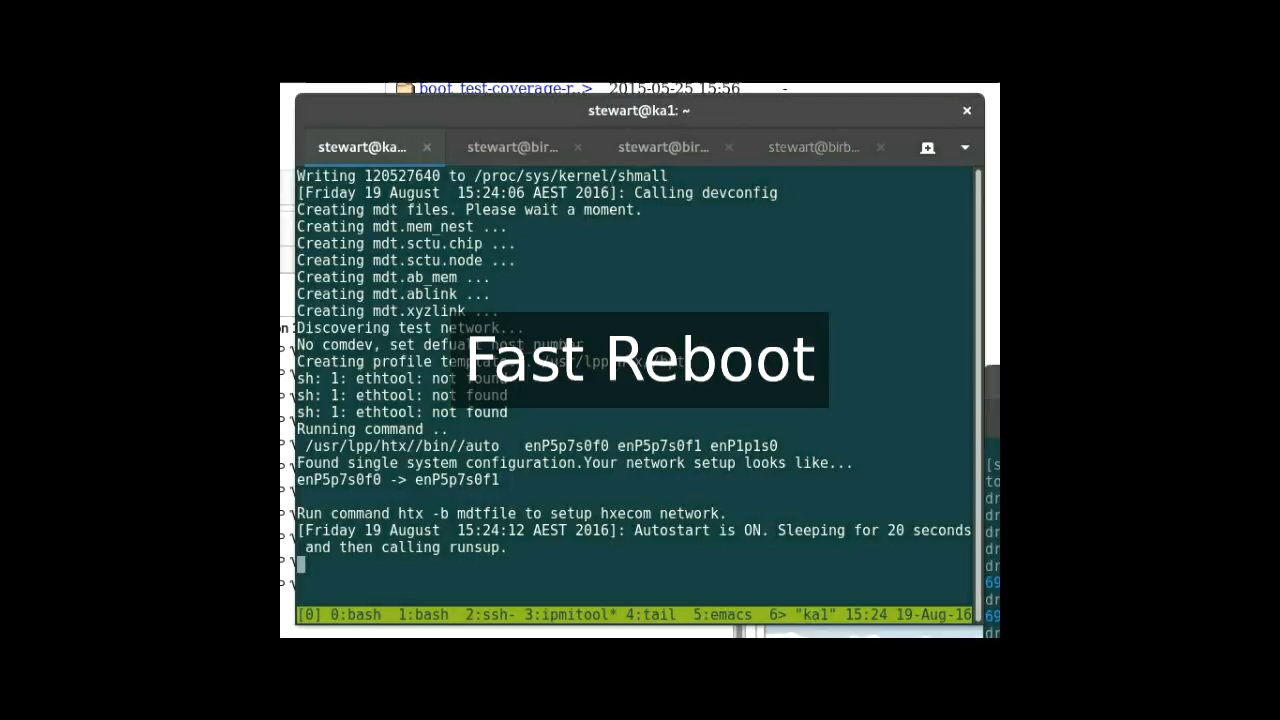 boot_test-coverage-r..> 2015-05-25 15:56 -
stewart@ka1: ~ ×
stewart@ka... × stewart@bir... × stewart@bir... × stewart@birb... ×
Writing 120527640 to /proc/sys/kernel/shmall
[Friday 19 August  15:24:06 AEST 2016]: Calling devconfig
Creating mdt files. Please wait a moment.
Creating mdt.mem_nest ...
Creating mdt.sctu.chip ...
Creating mdt.sctu.node ...
Creating mdt.ab_mem ...
Creating mdt.ablink ...
Creating mdt.xyzlink ...
Discovering test network...
No comdev, set defualt host_number
Creating profile
Fast Reboot
sh: 1: ethtool: not found
sh: 1: ethtool: not found
sh: 1: ethtool: not found
Running command ..
/usr/lpp/htx//bin//auto   enP5p7s0f0 enP5p7s0f1 enP1p1s0
Found single system configuration.Your network setup looks like...
enP5p7s0f0 -> enP5p7s0f1
Run command htx -b mdtfile to setup hxecom network.
[Friday 19 August  15:24:12 AEST 2016]: Autostart is ON. Sleeping for 20 seconds
and then calling runsup.
[0] 0:bash  1:bash  2:ssh- 3:ipmitool* 4:tail  5:emacs  6> "ka1" 15:24 19-Aug-16